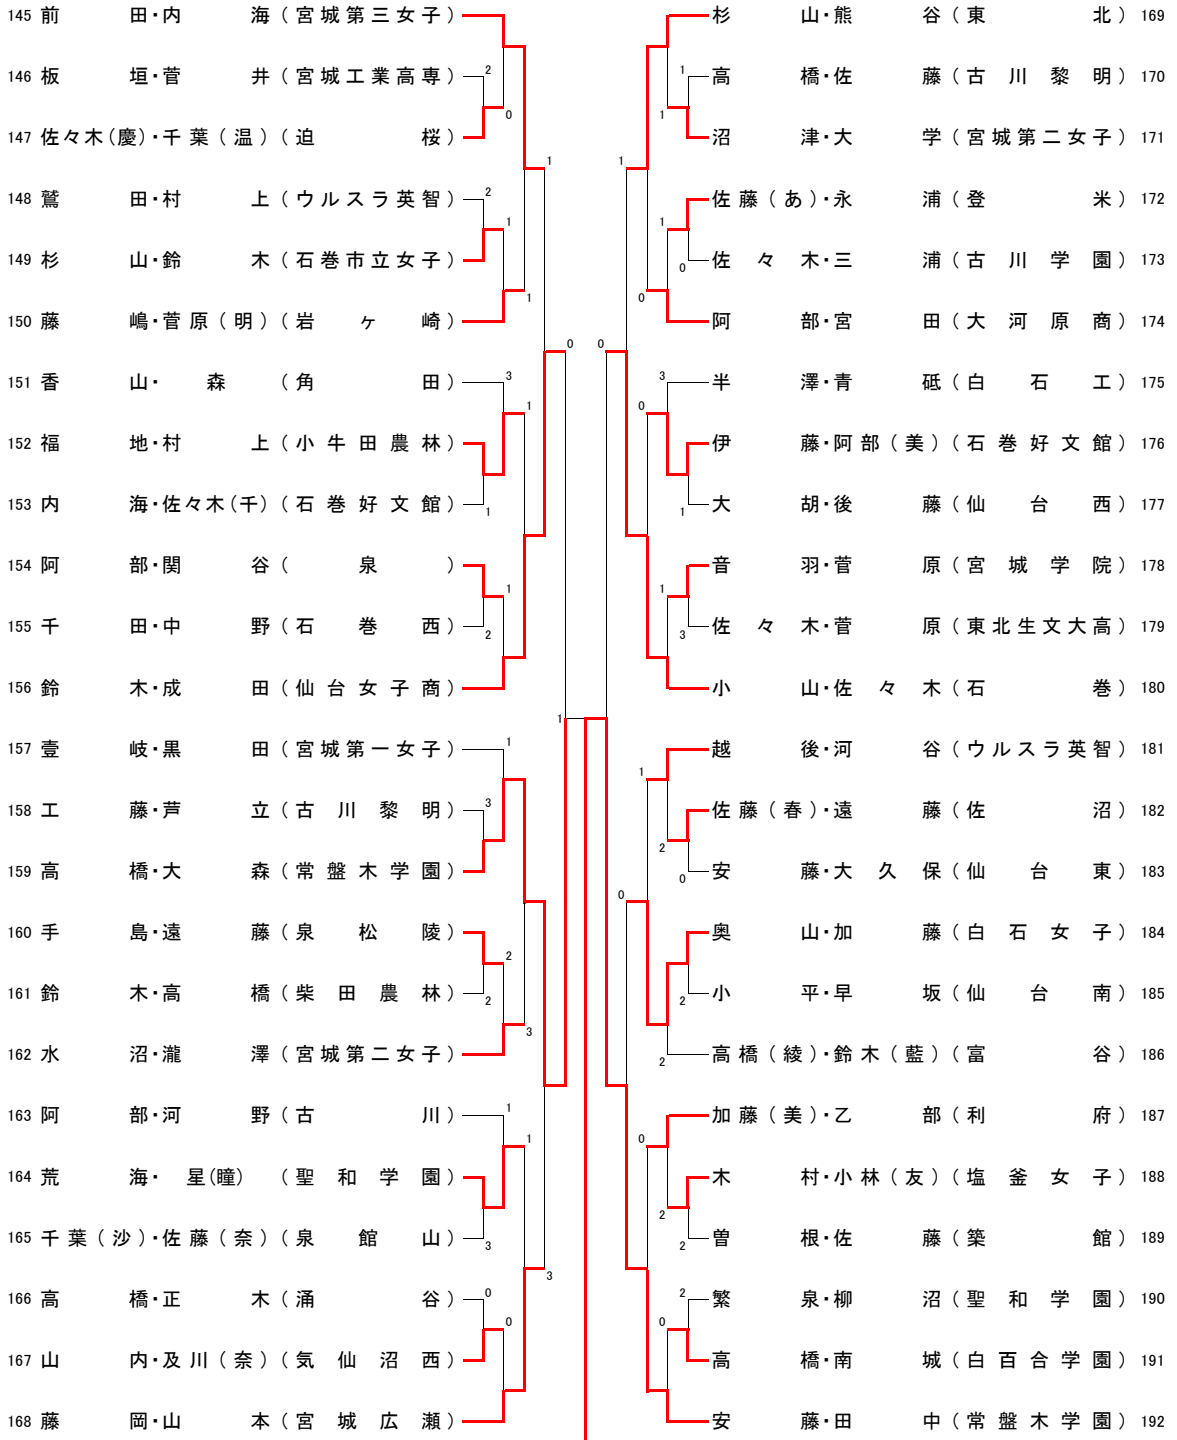 145 前田・内海（宮城第三女子）
146 板垣・菅井（宮城工業高専）
147 佐々木(慶)・千葉（温）（迫桜）
148 鷲田・村上（ウルスラ英智）
149 杉山・鈴木（石巻市立女子）
150 藤嶋・菅原（明）（岩ヶ崎）
151 香山・森（角田）
152 福地・村上（小牛田農林）
153 内海・佐々木(千)（石巻好文館）
154 阿部・関谷（泉）
155 千田・中野（石巻西）
156 鈴木・成田（仙台女子商）
157 壹岐・黒田（宮城第一女子）
158 工藤・芦立（古川黎明）
159 高橋・大森（常盤木学園）
160 手島・遠藤（泉松陵）
161 鈴木・高橋（柴田農林）
162 水沼・瀧澤（宮城第二女子）
163 阿部・河野（古川）
164 荒海・星(瞳)（聖和学園）
165 千葉（沙）・佐藤（奈）（泉館山）
166 高橋・正木（涌谷）
167 山内・及川（奈）（気仙沼西）
168 藤岡・山本（宮城広瀬）
2
0
1
2
1
1
0
3
1
1
1
2
1
1
3
2
2
3
1
1
3
3
0
0
1
杉山・熊谷（東北）169
高橋・佐藤（古川黎明）170
沼津・大学（宮城第二女子）171
佐藤（あ）・永浦（登米）172
佐々木・三浦（古川学園）173
阿部・宮田（大河原商）174
半澤・青砥（白石工）175
伊藤・阿部（美）（石巻好文館）176
大胡・後藤（仙台西）177
音羽・菅原（宮城学院）178
佐々木・菅原（東北生文大高）179
小山・佐々木（石巻）180
越後・河谷（ウルスラ英智）181
佐藤（春）・遠藤（佐沼）182
安藤・大久保（仙台東）183
奥山・加藤（白石女子）184
小平・早坂（仙台南）185
高橋（綾）・鈴木（藍）（富谷）186
加藤（美）・乙部（利府）187
木村・小林（友）（塩釜女子）188
曽根・佐藤（築館）189
繁泉・柳沼（聖和学園）190
高橋・南城（白百合学園）191
安藤・田中（常盤木学園）192
1
1
1
1
0
0
0
3
0
1
1
3
1
2
0
0
2
2
0
2
2
2
0